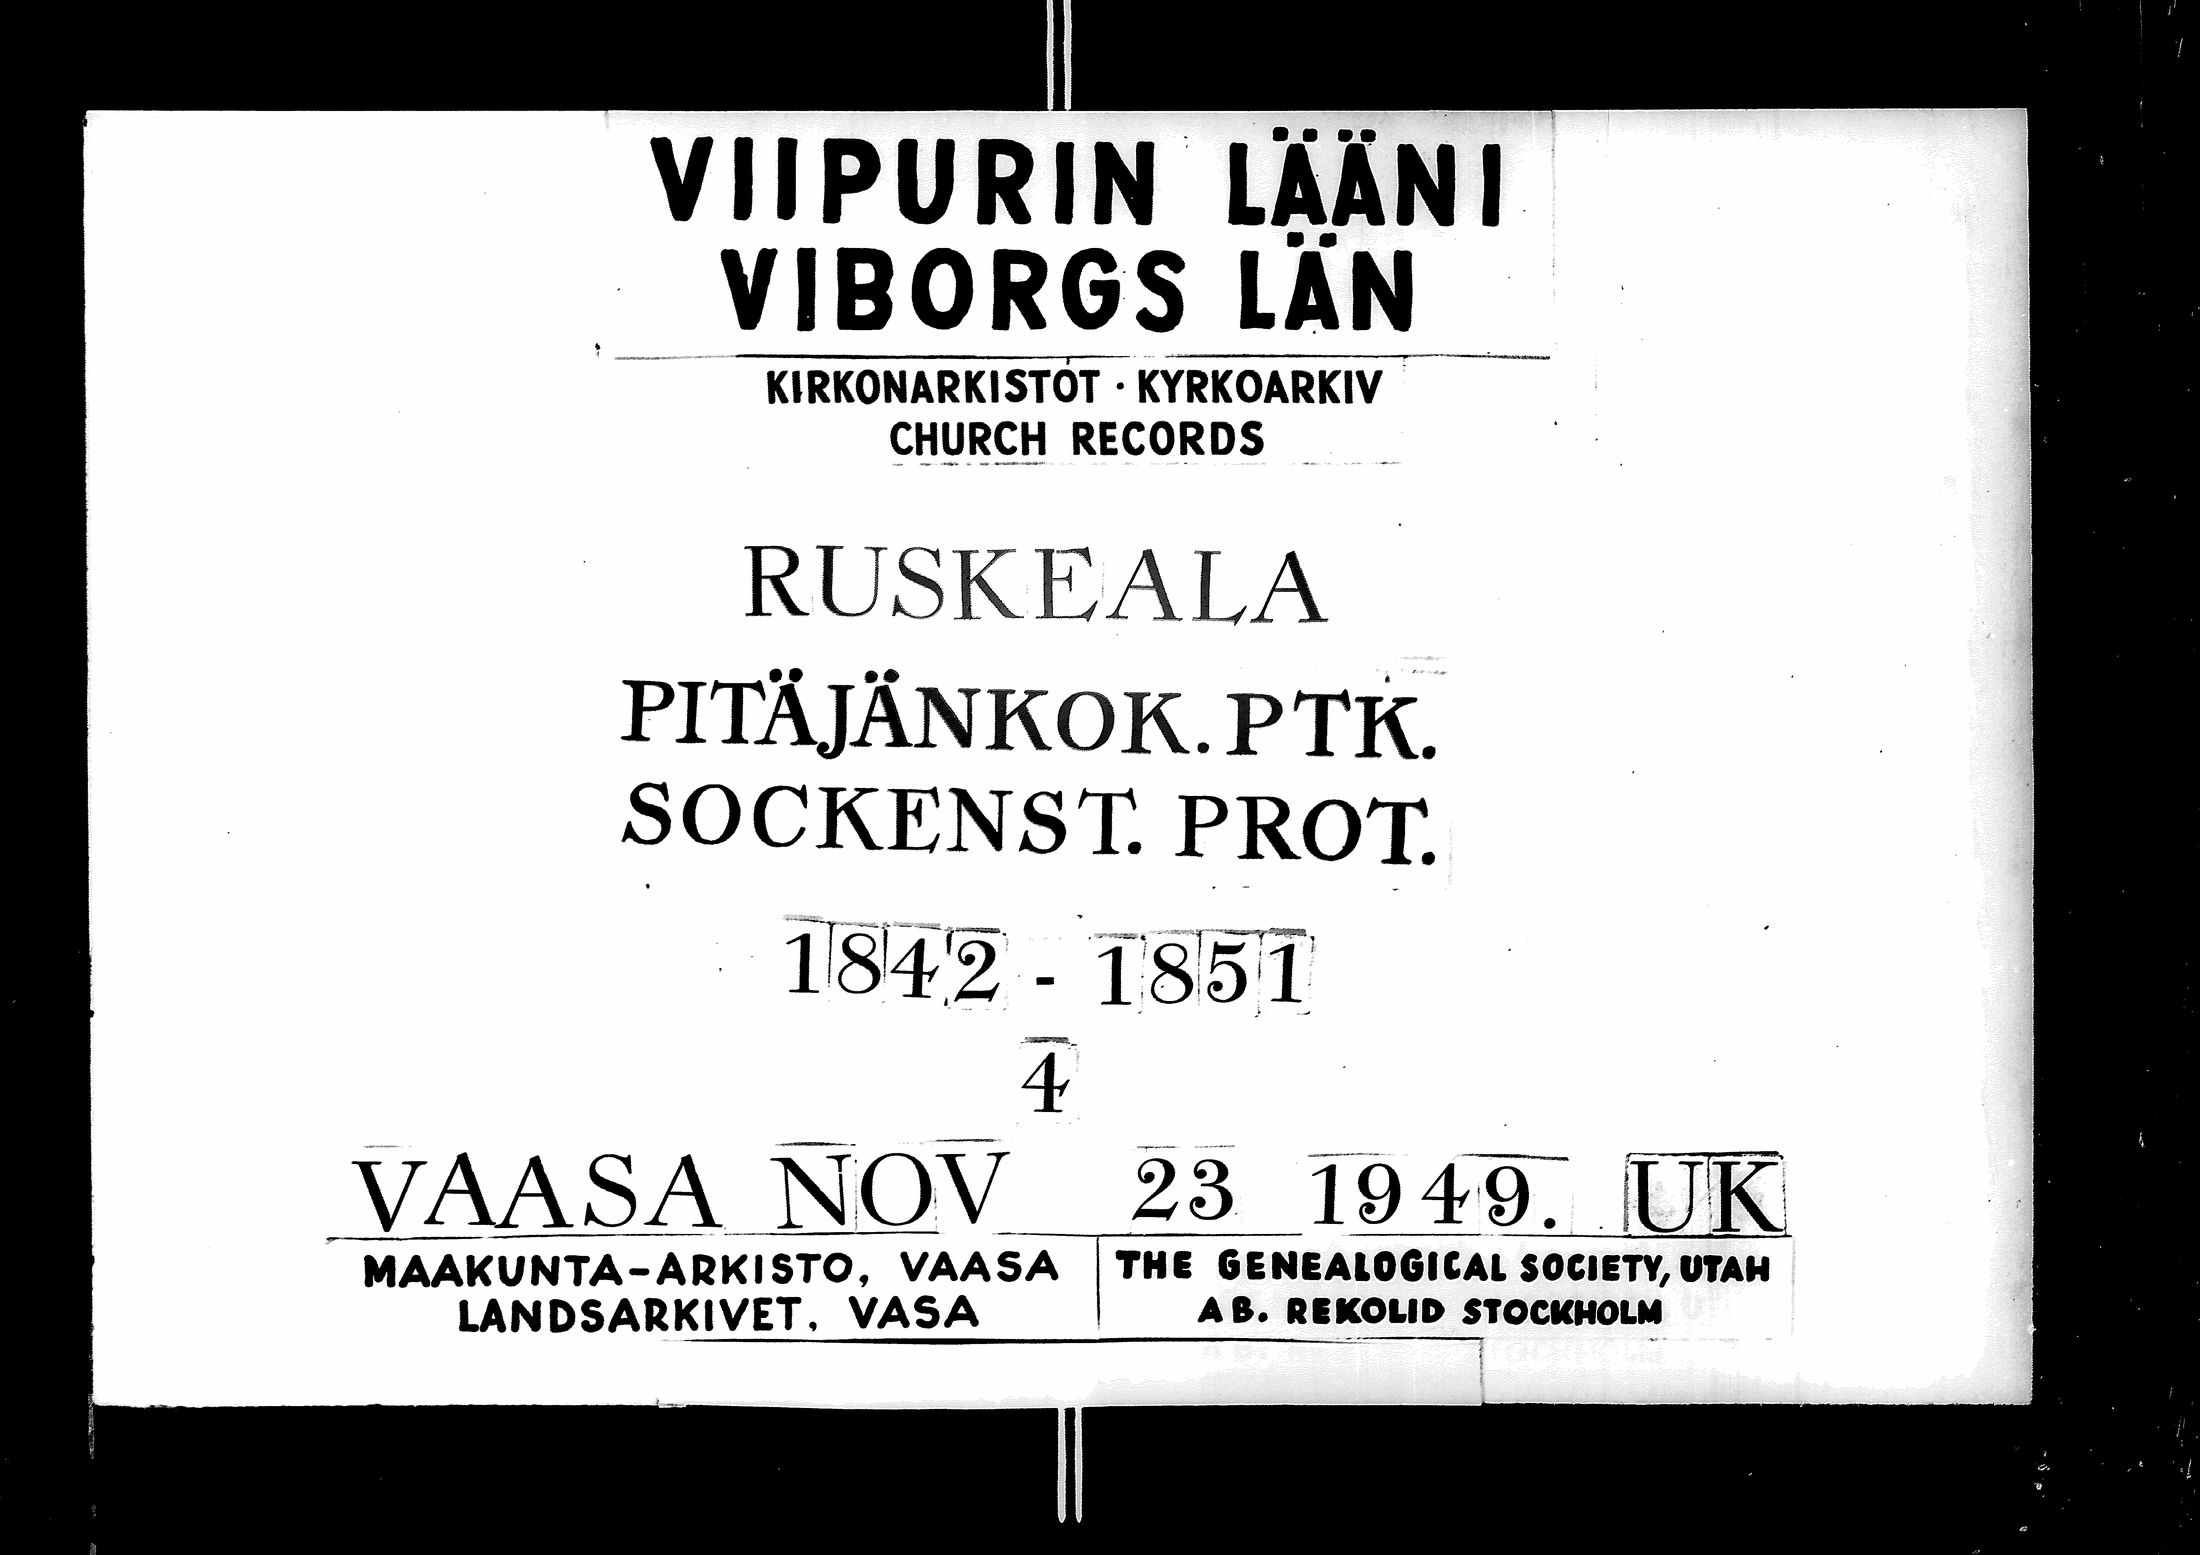 VIIPURIN LÄÄNI
VIBORGS LÄN
KIRKONARKISTOT · KYRKOARKIV
CHURCH RECORDS
RUSKEALA
PITÄJÄNKOK. PTK.
SOCKENST. PROT.
1842 - 1851
4
VAASA NOV 23 1949. UK
MAAKUNTA-ARKISTO, VAASA
LANDSARKIVET, VASA
THE GENEALOGICAL SOCIETY, UTAH
AB. REKOLID STOCKHOLM